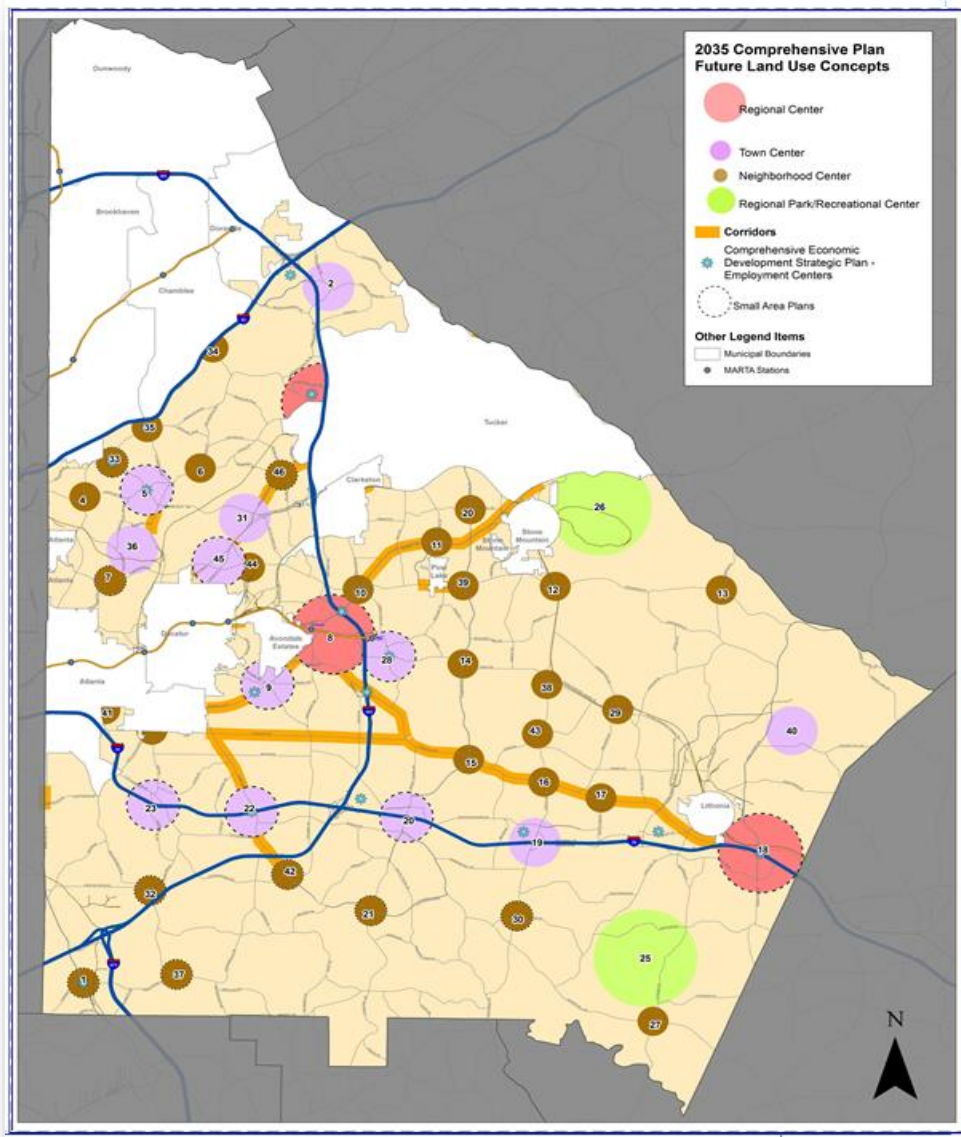 2035 Comprehensive Plan
Future Land Use Concepts
Regional Center
Town Center
Neighborhood Center
Regional Park/Recreational Center
Corridors
Comprehensive Economic
Development Strategic Plan -
Employment Centers
Small Area Plans
Other Legend Items
Municipal Boundaries
MARTA Stations
Dunwoody
Brookhaven
Doraville
Chamblee
2
34
Tucker
35
33
6
46
Clarkston
4
5
20
26
31
Atlanta
36
11
Stone
Mountain
Stone
Mountain
45
44
Atlanta
7
Pine
Lake
10
39
12
13
Decatur
Avondale
Estates
8
28
14
Atlanta
9
38
41
29
43
40
15
16
17
23
22
20
Lithonia
19
18
42
32
21
30
25
1
37
27
N